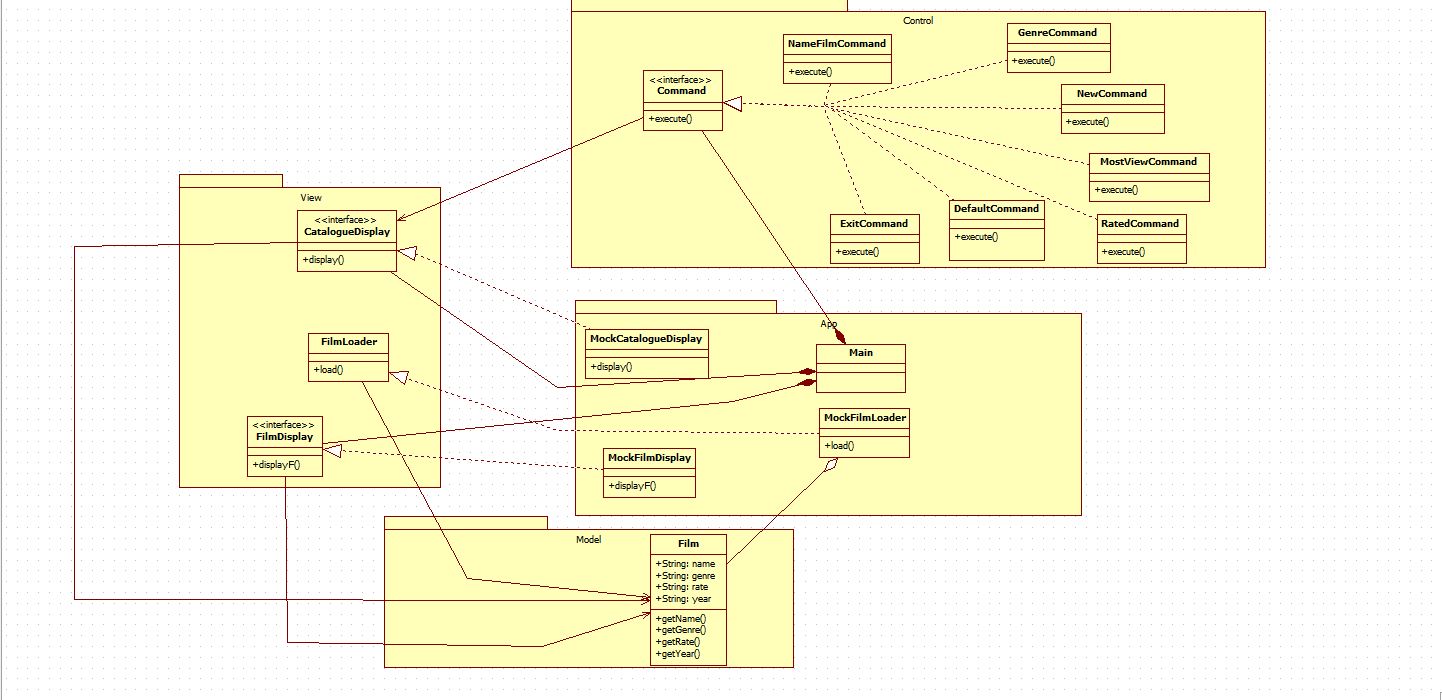 Control
<<interface>>
Command
+execute()
NameFilmCommand
+execute()
GenreCommand
+execute()
NewCommand
+execute()
MostViewCommand
+execute()
RatedCommand
+execute()
DefaultCommand
+execute()
ExitCommand
+execute()
View
<<interface>>
CatalogueDisplay
+display()
FilmLoader
+load()
<<interface>>
FilmDisplay
+displayF()
App
MockCatalogueDisplay
+display()
Main
MockFilmLoader
+load()
MockFilmDisplay
+displayF()
Model
Film
+String: name
+String: genre
+String: rate
+String: year
+getName()
+getGenre()
+getRate()
+getYear()